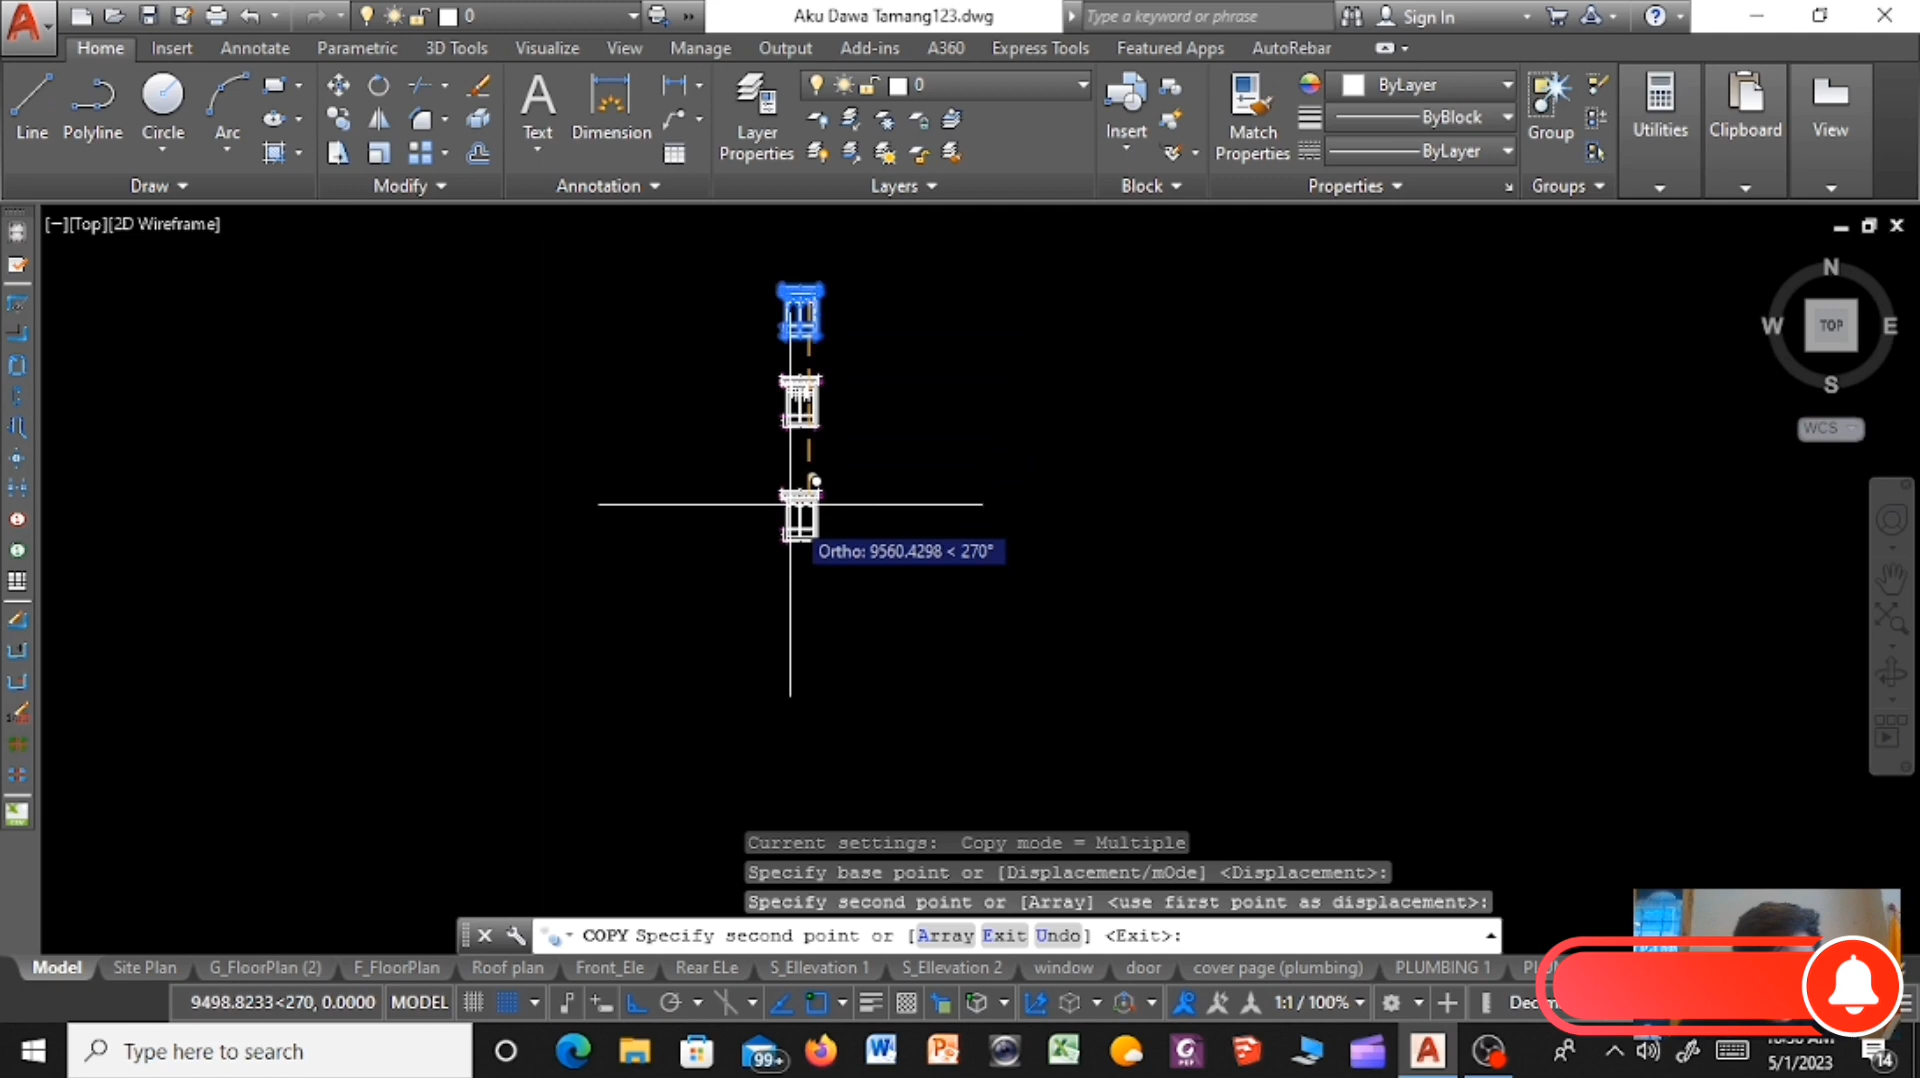 0
Aku Dawa Tamang123.dwg
Type a keyword or phrase
Sign In
Home Insert Annotate Parametric 3D Tools Visualize View Manage Output Add-ins A360 Express Tools Featured Apps AutoRebar
Line Polyline Circle Arc
Text Dimension
Layer Properties
0
Insert
Match Properties
ByLayer
ByBlock
ByLayer
Group
Utilities
Clipboard
View
Draw Modify Annotation Layers Block Properties Groups
[−][Top][2D Wireframe]
N
W TOP E
S
WCS
Ortho: 9560.4298 < 270°
Current settings: Copy mode = Multiple
Specify base point or [Displacement/mOde] <Displacement>:
Specify second point or [Array] <use first point as displacement>:
COPY Specify second point or [Array Exit Undo] <Exit>:
Model Site Plan G_FloorPlan (2) F_FloorPlan Roof plan Front_Ele Rear ELe S_Ellevation 1 S_Ellevation 2 window door cover page (plumbing) PLUMBING 1
9498.8233<270, 0.0000 MODEL 1:1 / 100%
Type here to search
99+
5/1/2023
14